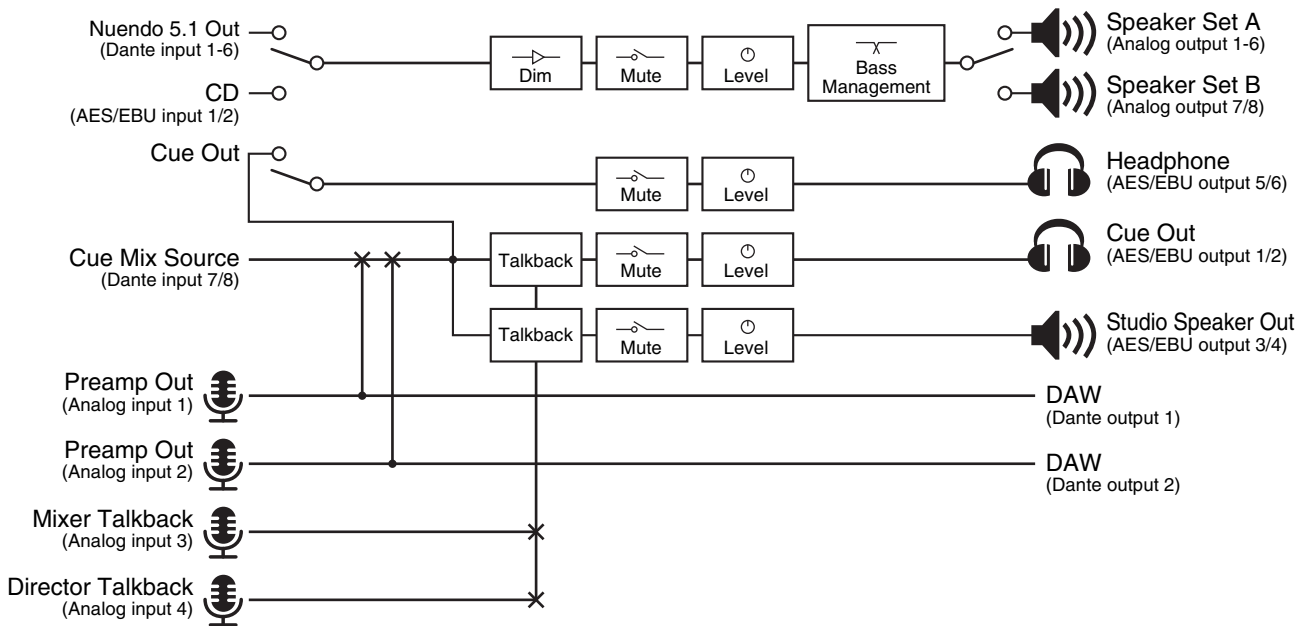 Nuendo 5.1 Out
(Dante input 1-6)
CD
(AES/EBU input 1/2)
Dim
Mute
Level
Bass
Management
Speaker Set A
(Analog output 1-6)
Speaker Set B
(Analog output 7/8)
Cue Out
Mute
Level
Headphone
(AES/EBU output 5/6)
Cue Mix Source
(Dante input 7/8)
Talkback
Mute
Level
Cue Out
(AES/EBU output 1/2)
Talkback
Mute
Level
Studio Speaker Out
(AES/EBU output 3/4)
Preamp Out
(Analog input 1)
DAW
(Dante output 1)
Preamp Out
(Analog input 2)
DAW
(Dante output 2)
Mixer Talkback
(Analog input 3)
Director Talkback
(Analog input 4)